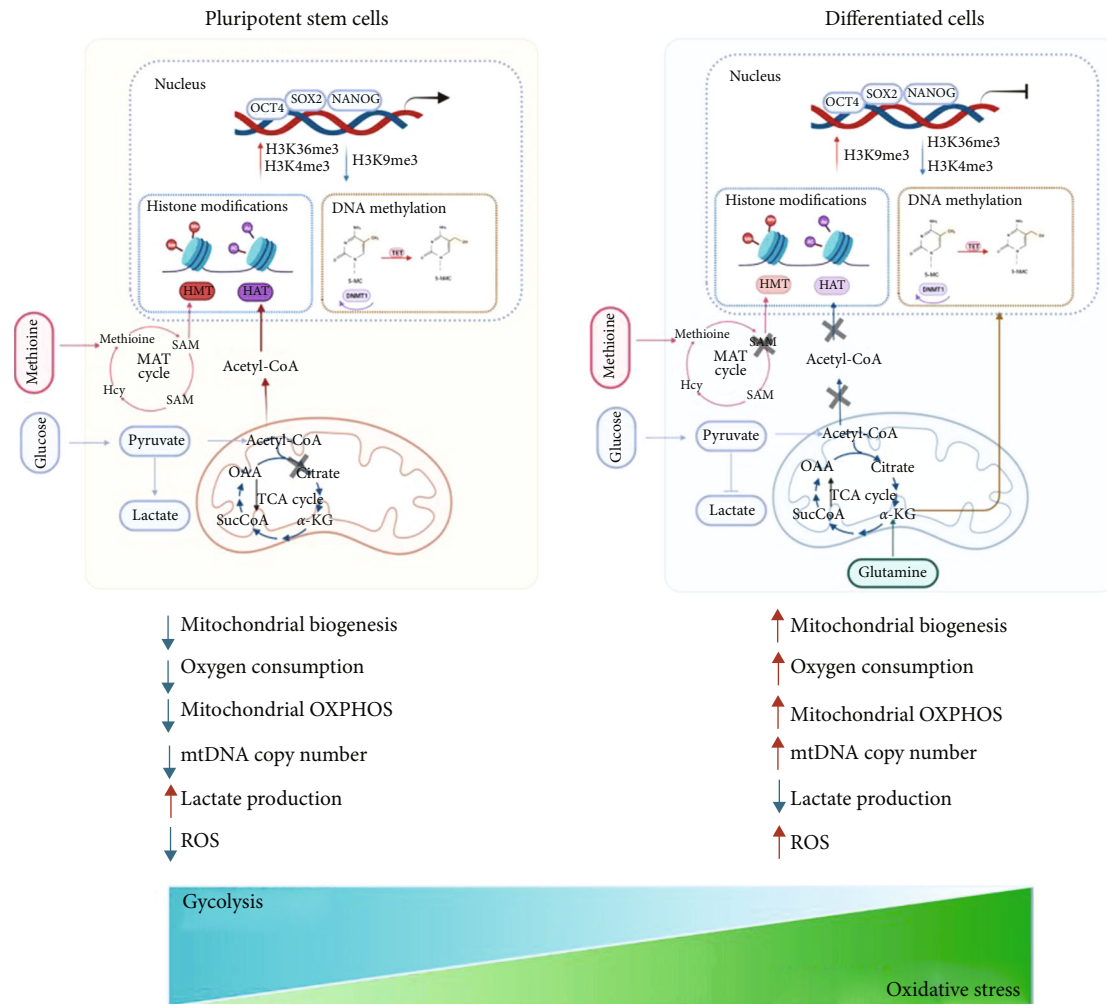 Pluripotent stem cells
Nucleus
OCT4
SOX2
NANOG
H3K36me3
H3K4me3
H3K9me3
Histone modifications
HMT
HAT
DNA methylation
TET
5-MC
DNMT1
Methioine
Methioine
SAM
MAT
cycle
Hcy
SAM
Acetyl-CoA
Glucose
Pyruvate
Lactate
Acetyl-CoA
OAA
Citrate
TCA cycle
SucCoA
α-KG
Mitochondrial biogenesis
Oxygen consumption
Mitochondrial OXPHOS
mtDNA copy number
Lactate production
ROS
Differentiated cells
Nucleus
OCT4
SOX2
NANOG
H3K9me3
H3K36me3
H3K4me3
Histone modifications
HMT
HAT
DNA methylation
TET
5-MC
DNMT1
Methioine
Methioine
SAM
MAT
cycle
Hcy
SAM
Acetyl-CoA
Glucose
Pyruvate
Lactate
Acetyl-CoA
OAA
Citrate
TCA cycle
SucCoA
α-KG
Glutamine
Mitochondrial biogenesis
Oxygen consumption
Mitochondrial OXPHOS
mtDNA copy number
Lactate production
ROS
Gycolysis
Oxidative stress